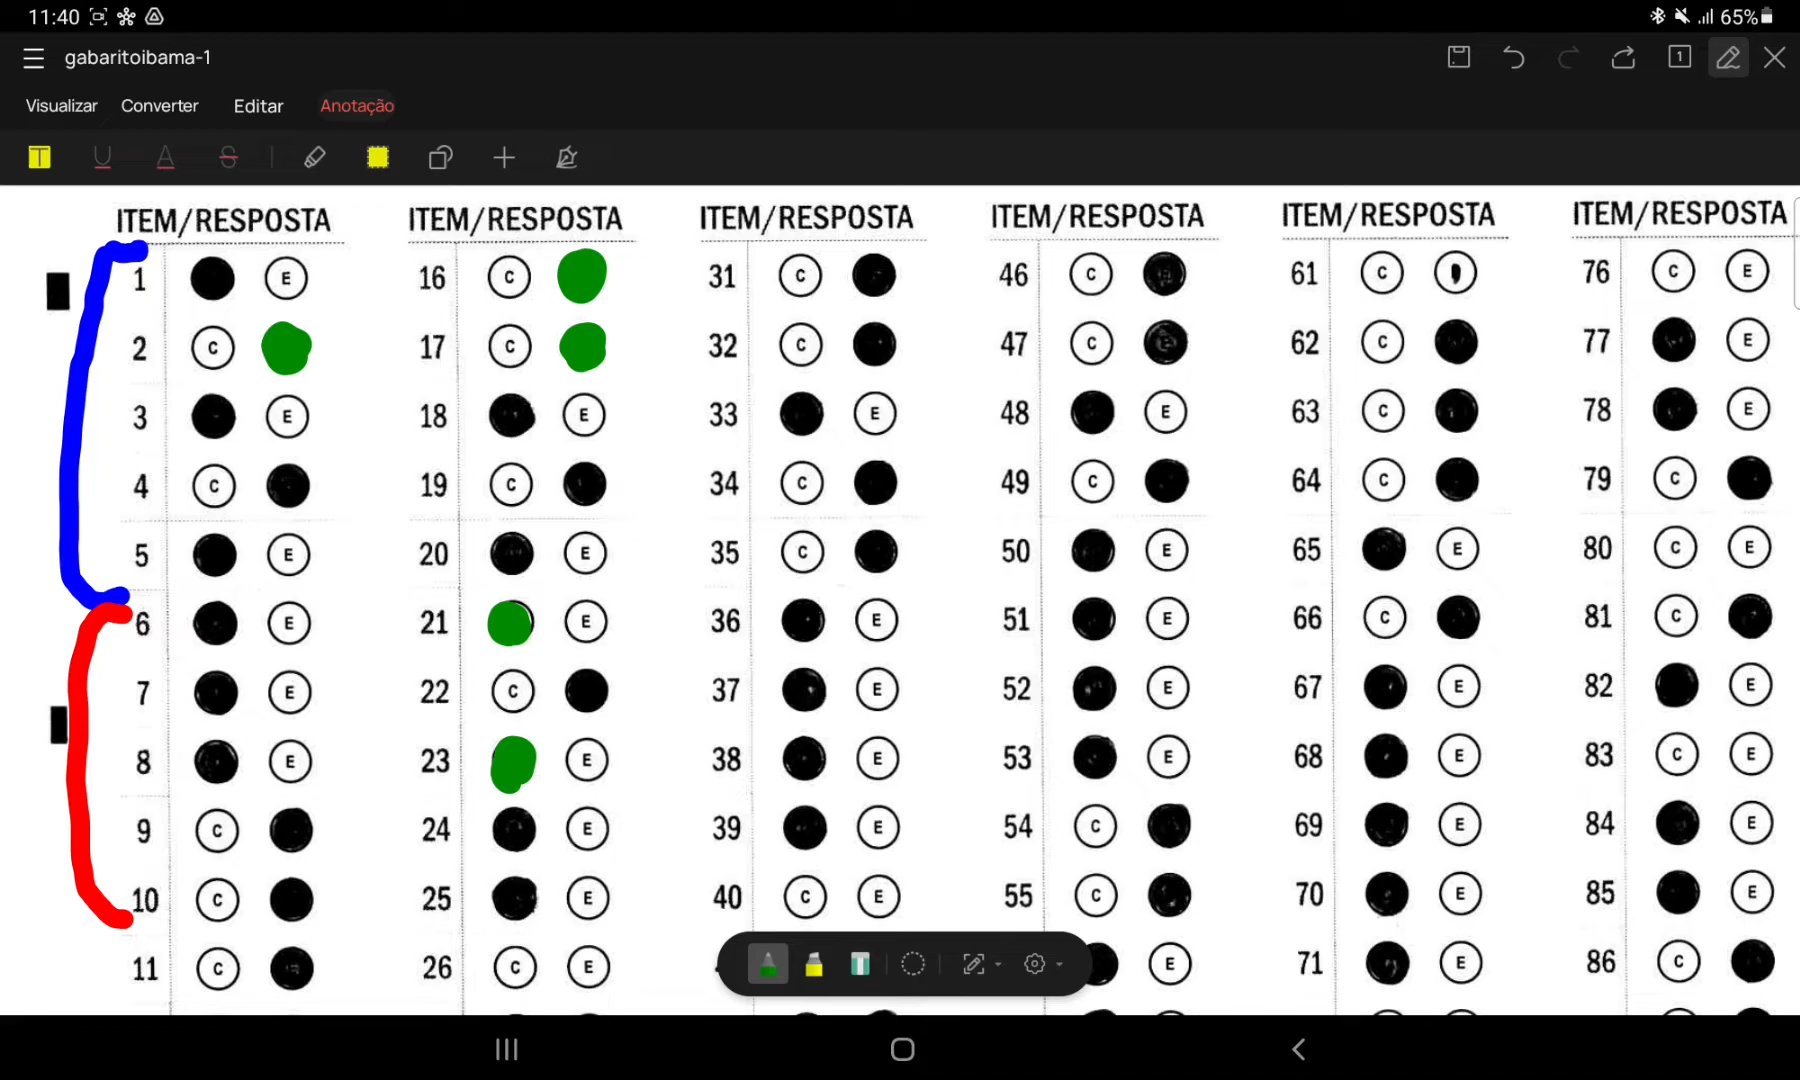 11:40
65%
gabaritoibama-1
1
Visualizar Converter Editar Anotação
T U A S
ITEM/RESPOSTA ITEM/RESPOSTA ITEM/RESPOSTA ITEM/RESPOSTA ITEM/RESPOSTA ITEM/RESPOSTA
1 E 16 C 31 C 46 C 61 C 76 C E
2 C 17 C 32 C 47 C E 62 C 77 E
3 E 18 E 33 E 48 E 63 C 78 E
4 C 19 C 34 C 49 C 64 C 79 C
5 E 20 E 35 C 50 E 65 E 80 C E
6 E 21 E 36 E 51 E 66 C 81 C
7 E 22 C 37 E 52 E 67 E 82 E
8 E 23 E 38 E 53 E 68 E 83 C E
9 C 24 E 39 E 54 C 69 E 84 E
10 C 25 E 40 C E 55 C 70 E 85 E
11 C 26 C E E 71 E 86 C